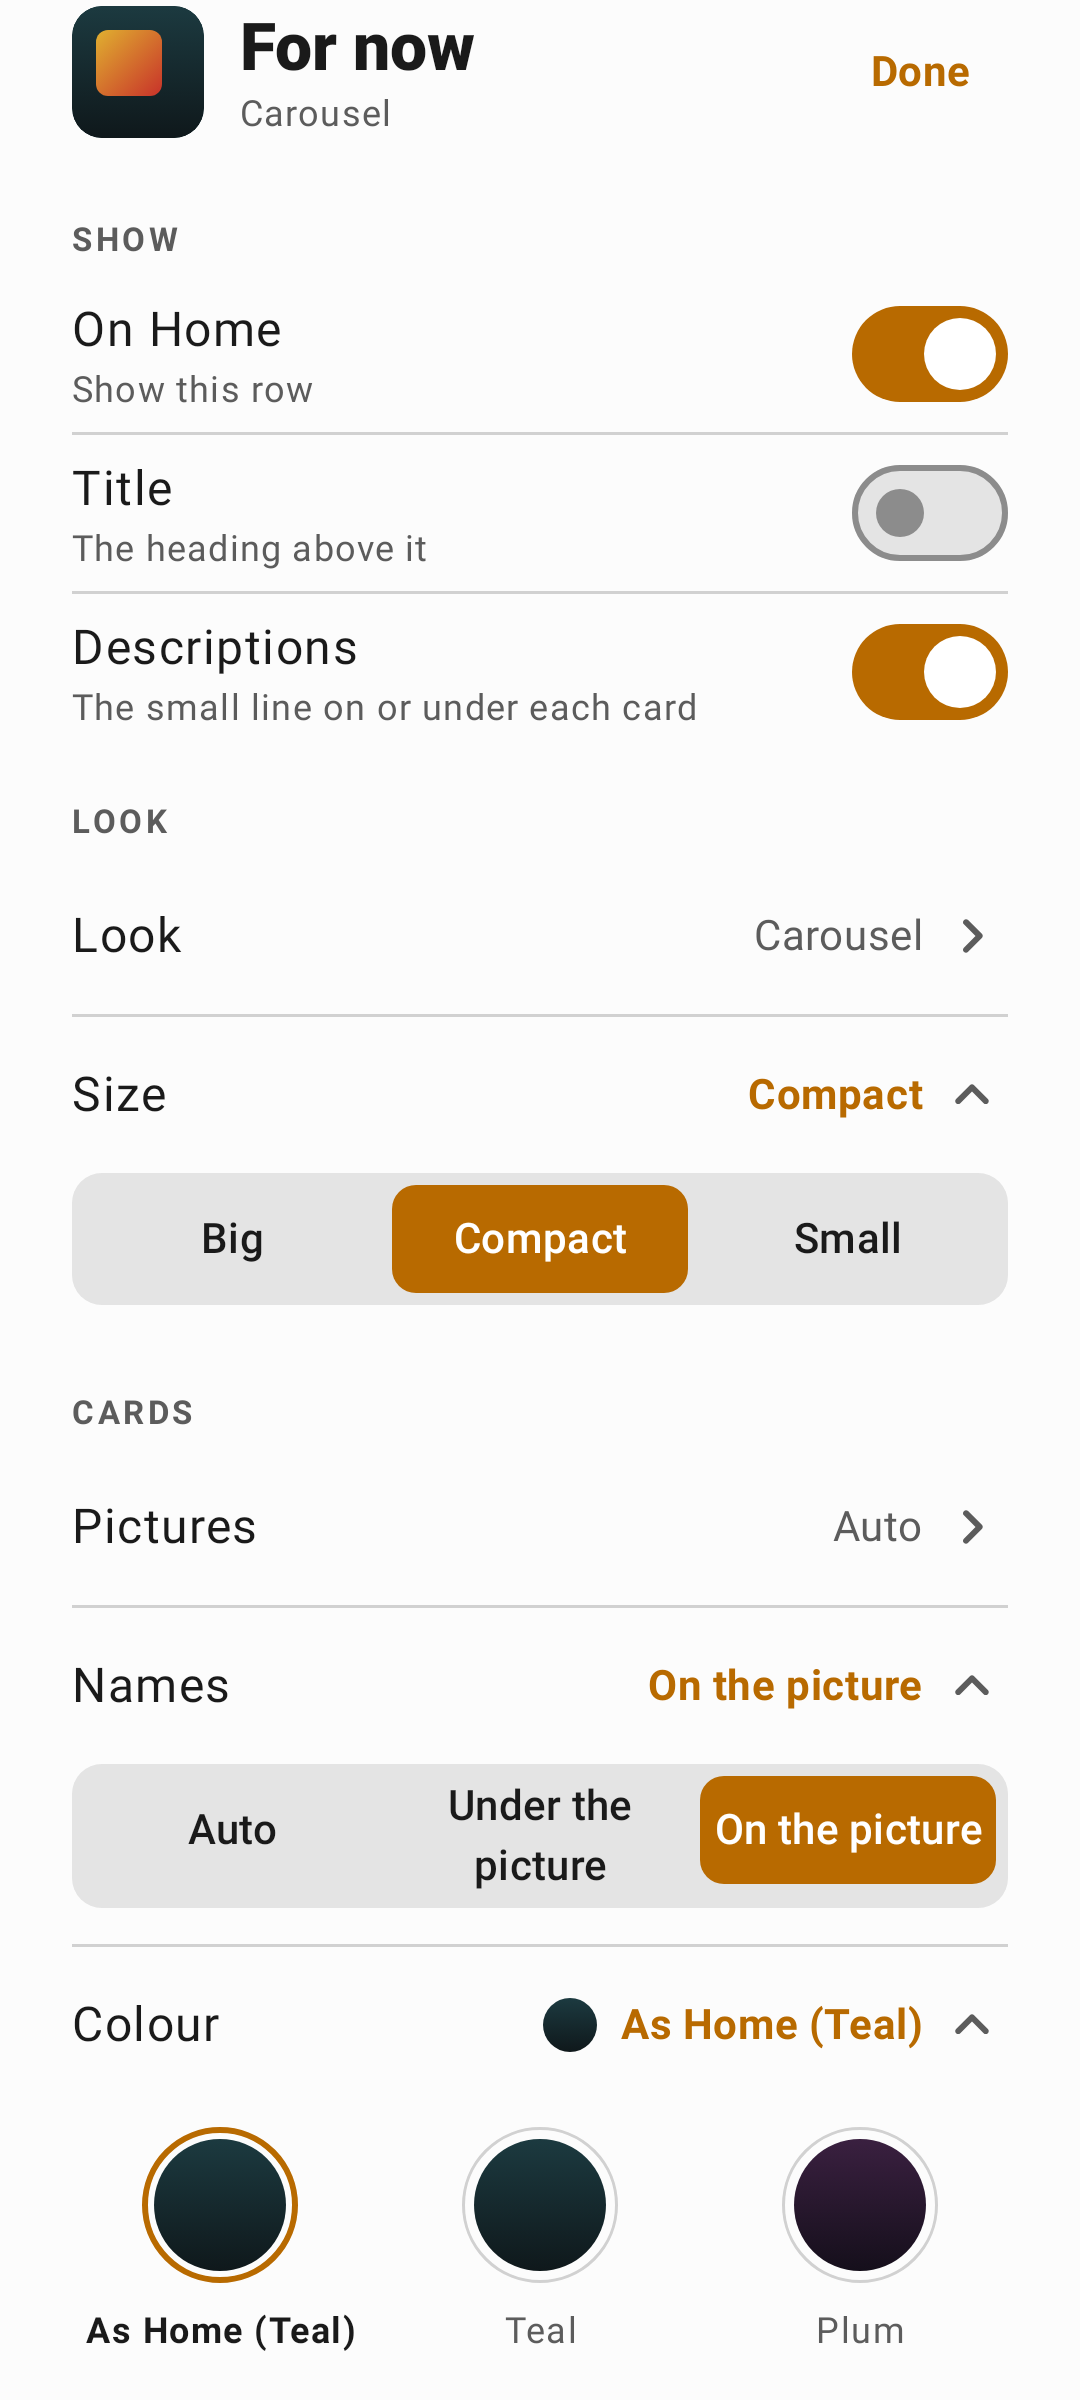 For now
Carousel
Done
SHOW
On Home
Show this row
Title
The heading above it
Descriptions
The small line on or under each card
LOOK
Look
Carousel
Size
Compact
Big
Compact
Small
CARDS
Pictures
Auto
Names
On the picture
Auto
Under the
picture
On the picture
Colour
As Home (Teal)
As Home (Teal)
Teal
Plum